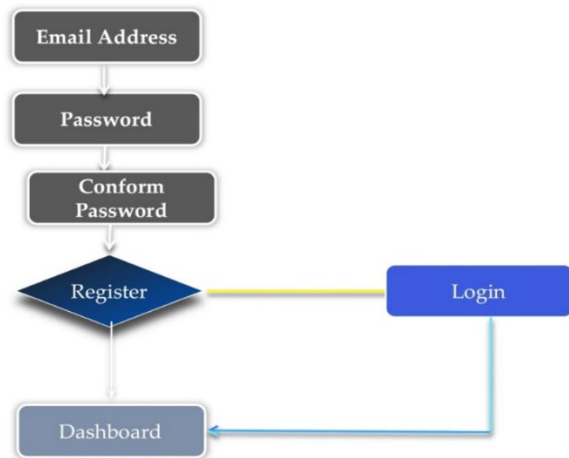 Email Address
Password
Conform
Password
Register
Login
Dashboard